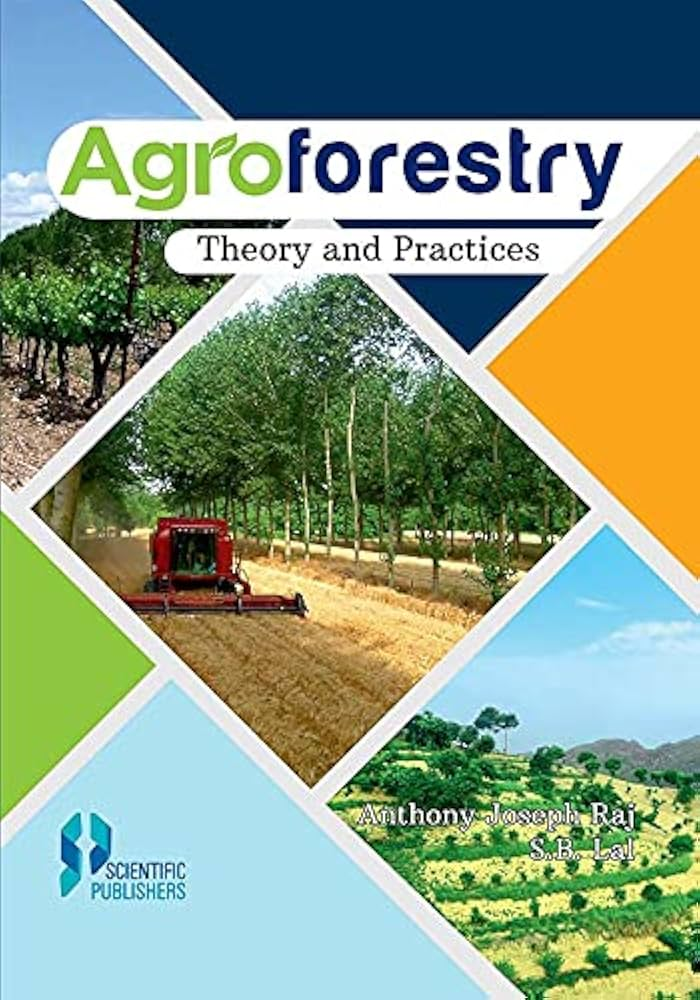 Agroforestry
Theory and Practices
Anthony Joseph Raj
S.B. Lal
SCIENTIFIC
PUBLISHERS